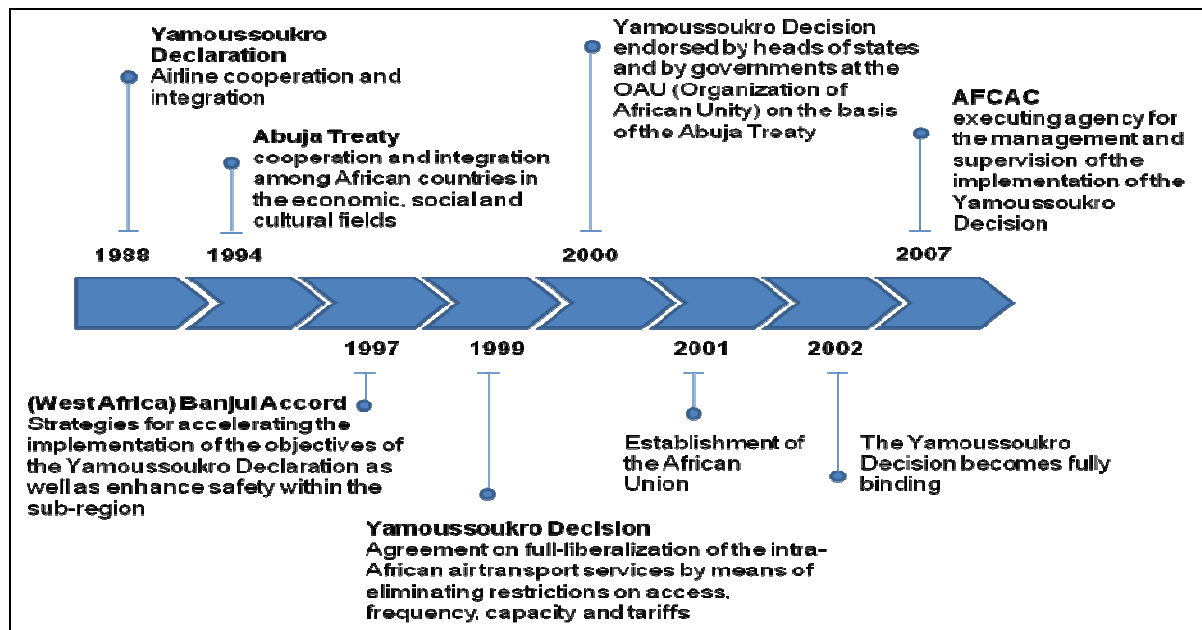 Yamoussoukro
Declaration
Airline cooperation and
integration
Abuja Treaty
cooperation and integration
among African countries in
the economic, social and
cultural fields
Yamoussoukro Decision
endorsed by heads of states
and by governments at the
OAU (Organization of
African Unity) on the basis
of the Abuja Treaty
AFCAC
executing agency for
the management and
supervision of the
implementation of the
Yamoussoukro
Decision
1988
1994
2000
2007
1997
1999
2001
2002
(West Africa) Banjul Accord
Strategies for accelerating the
implementation of the objectives of
the Yamoussoukro Declaration as
well as enhance safety within the
sub-region
Yamoussoukro Decision
Agreement on full-liberalization of the intra-
African air transport services by means of
eliminating restrictions on access,
frequency, capacity and tariffs
Establishment of
the African
Union
The Yamoussoukro
Decision becomes fully
binding